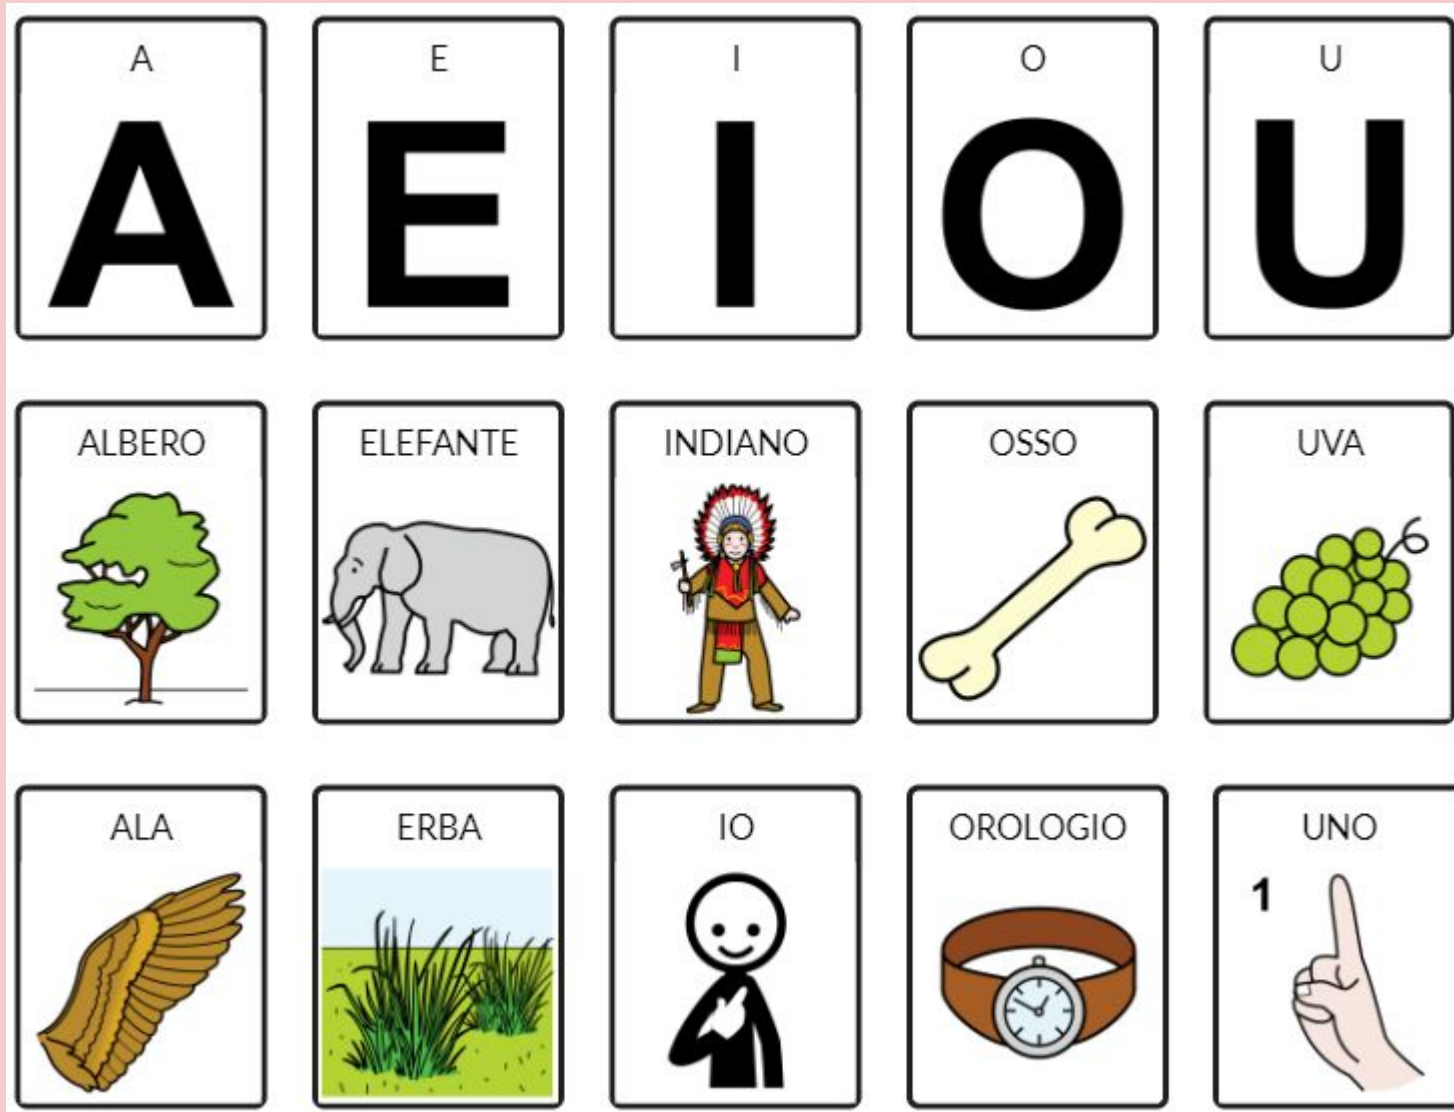 A E I O U
A E I O U
ALBERO ELEFANTE INDIANO OSSO UVA
ALA ERBA IO OROLOGIO UNO
1